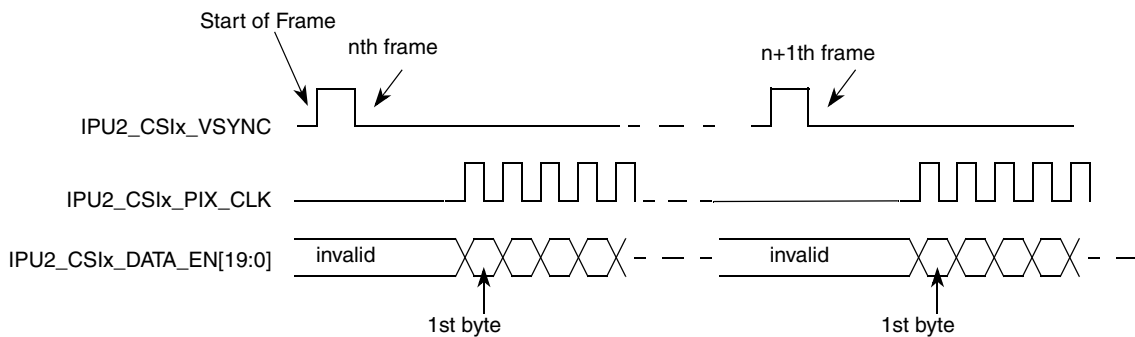 Start of Frame
nth frame
n+1th frame
IPU2_CSIx_VSYNC
IPU2_CSIx_PIX_CLK
IPU2_CSIx_DATA_EN[19:0]
invalid
invalid
1st byte
1st byte